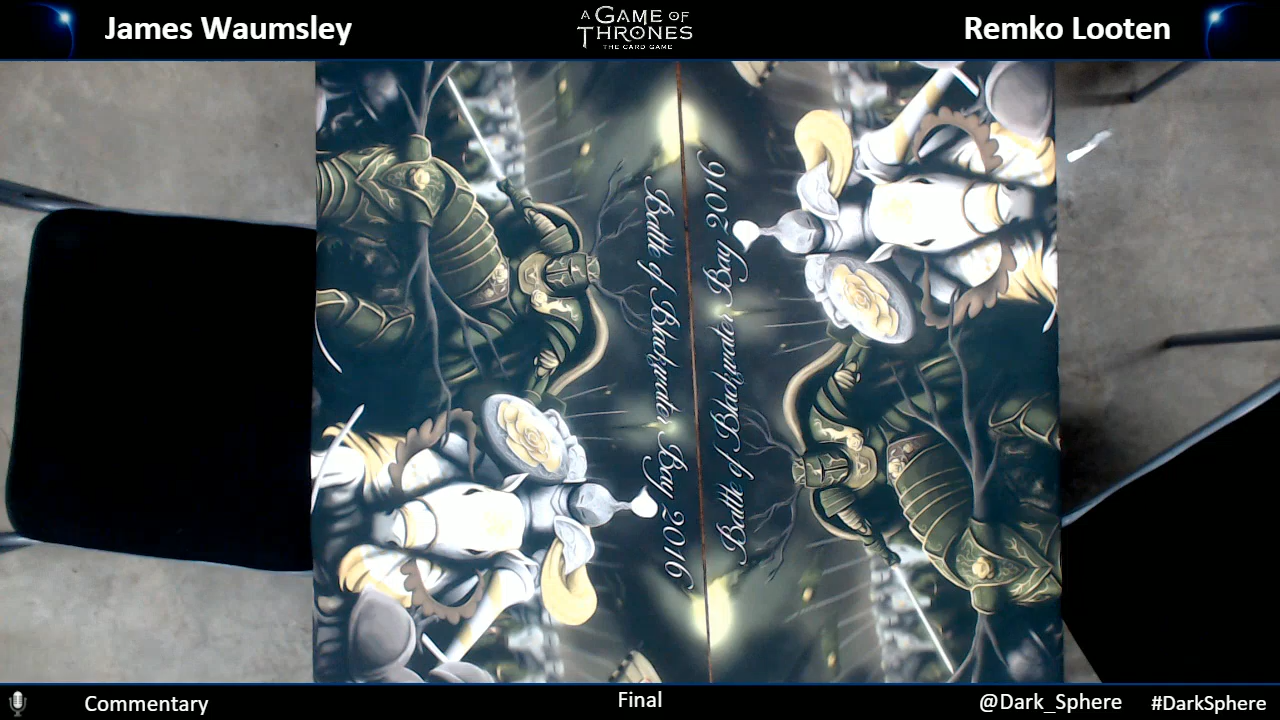 James Waumsley
A GAME OF
THRONES
THE CARD GAME
Remko Looten
Battle of Blackwater Bay 2016
Battle of Blackwater Bay 2016
Commentary
Final
@Dark_Sphere
#DarkSphere